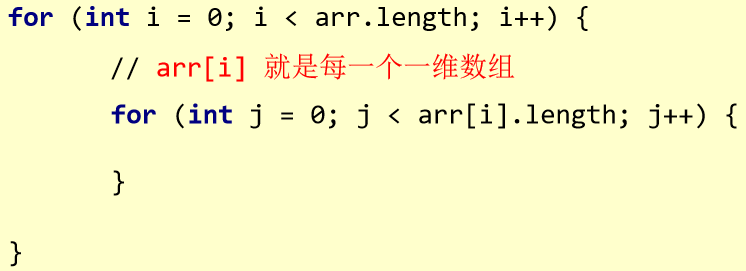 for (int i = 0; i < arr.length; i++) {
// arr[i] 就是每一个一维数组
for (int j = 0; j < arr[i].length; j++) {
}
}